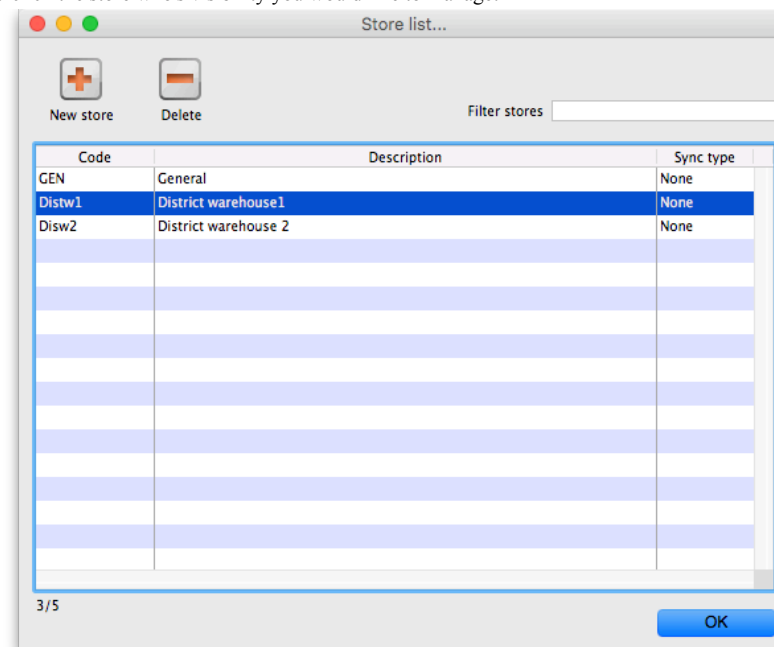 Store list...
New store
Delete
Filter stores
Code Description Sync type
GEN General None
Distw1 District warehouse1 None
Disw2 District warehouse 2 None
3/5
OK